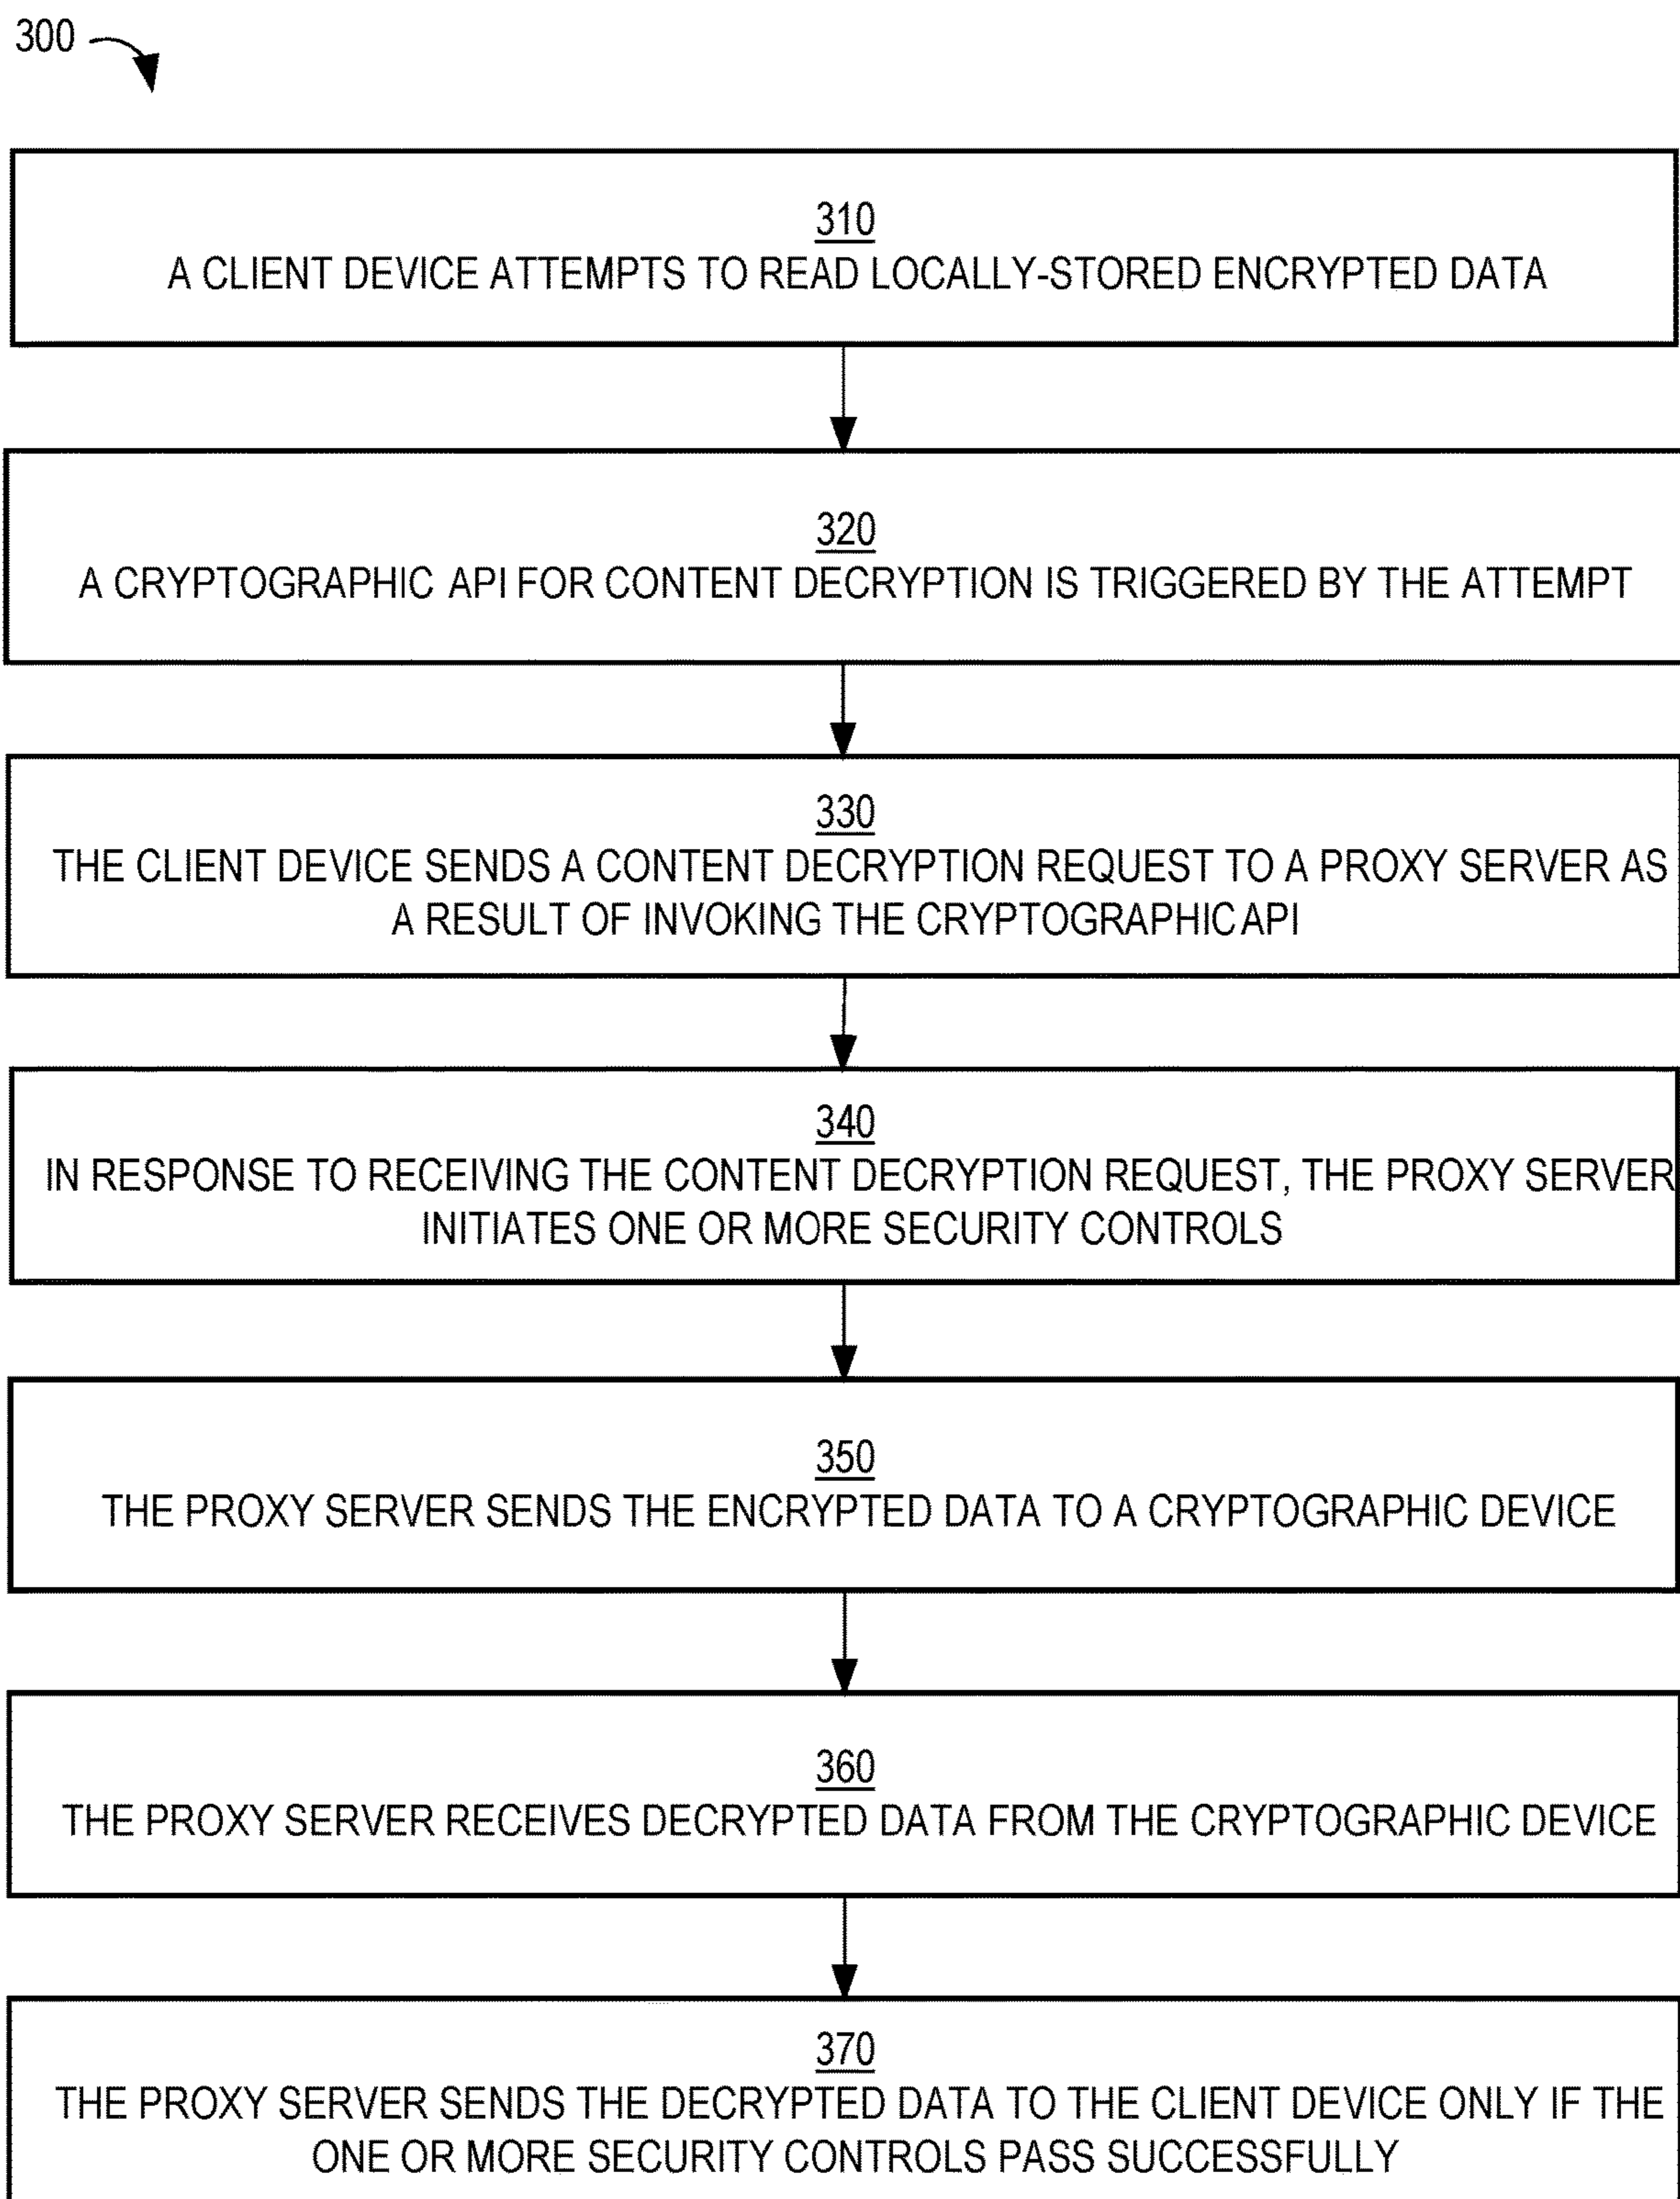 300
310
A CLIENT DEVICE ATTEMPTS TO READ LOCALLY-STORED ENCRYPTED DATA
320
A CRYPTOGRAPHIC API FOR CONTENT DECRYPTION IS TRIGGERED BY THE ATTEMPT
330
THE CLIENT DEVICE SENDS A CONTENT DECRYPTION REQUEST TO A PROXY SERVER AS
A RESULT OF INVOKING THE CRYPTOGRAPHIC API
340
IN RESPONSE TO RECEIVING THE CONTENT DECRYPTION REQUEST, THE PROXY SERVER
INITIATES ONE OR MORE SECURITY CONTROLS
350
THE PROXY SERVER SENDS THE ENCRYPTED DATA TO A CRYPTOGRAPHIC DEVICE
360
THE PROXY SERVER RECEIVES DECRYPTED DATA FROM THE CRYPTOGRAPHIC DEVICE
370
THE PROXY SERVER SENDS THE DECRYPTED DATA TO THE CLIENT DEVICE ONLY IF THE
ONE OR MORE SECURITY CONTROLS PASS SUCCESSFULLY